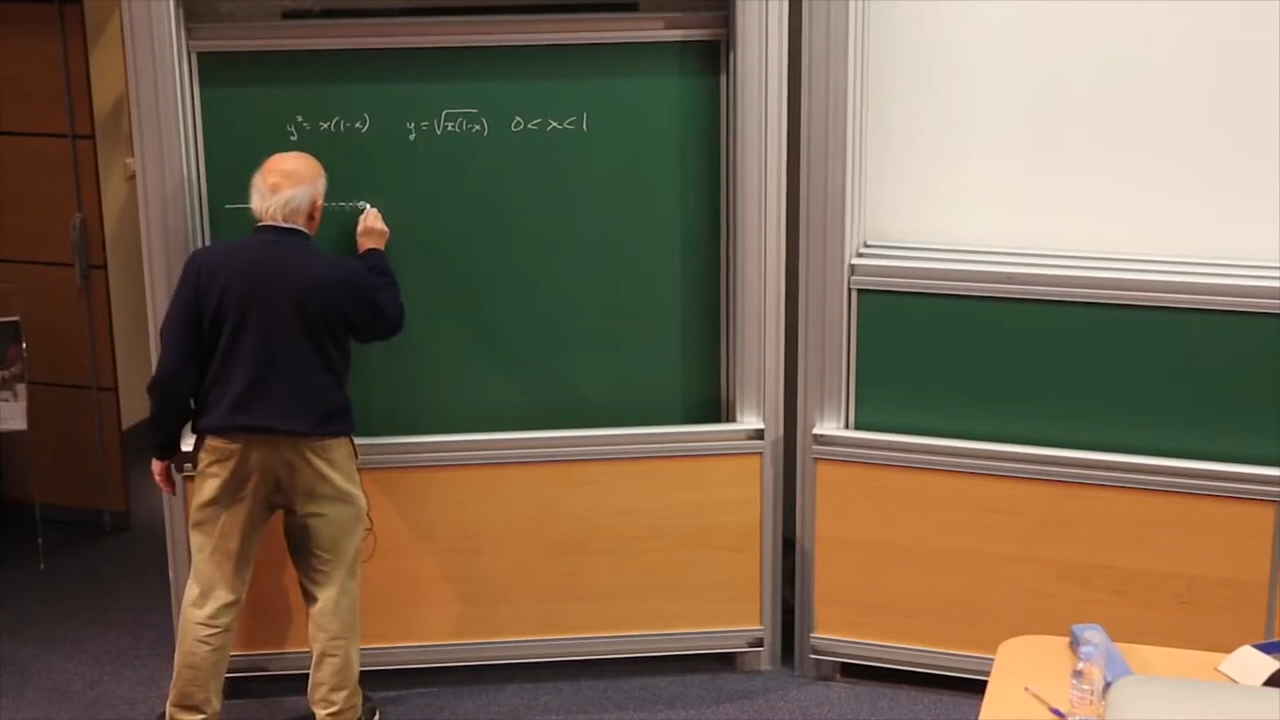 y² = x(1-x) y = √x(1-x) 0 < x < 1